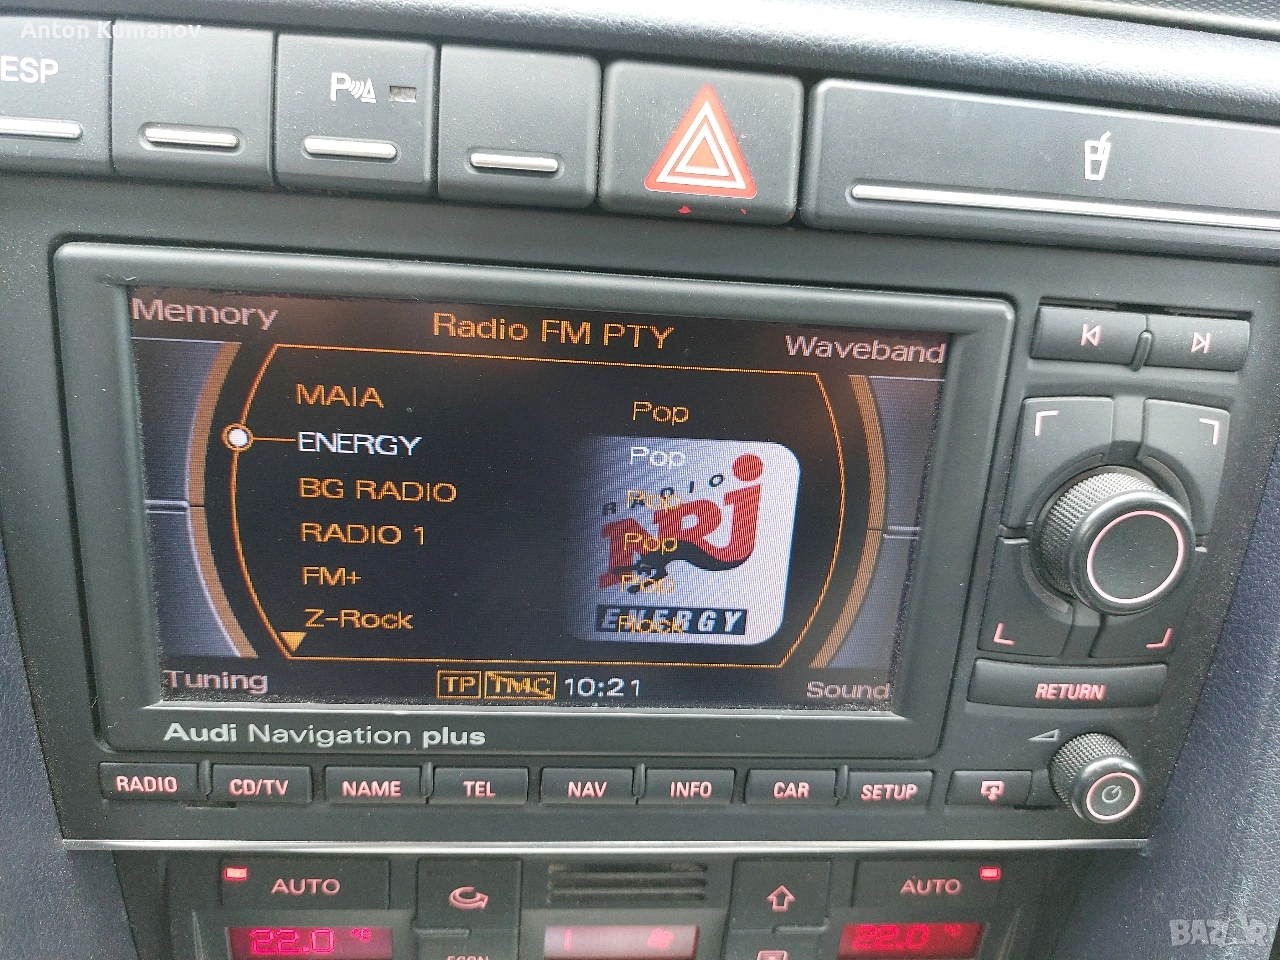 Anton Kumanov
ESP
P
Memory
Radio FM PTY
Waveband
MAIA Pop
ENERGY Pop
BG RADIO Pop
RADIO 1 Pop
FM+ Pop
Z-Rock Rock
RADIO
NRJ
ENERGY
Tuning
TP TMC 10:21
Sound
RETURN
Audi Navigation plus
RADIO CD/TV NAME TEL NAV INFO CAR SETUP
AUTO AUTO
22.0 °C 22.0 °C
ECON
BAZAR